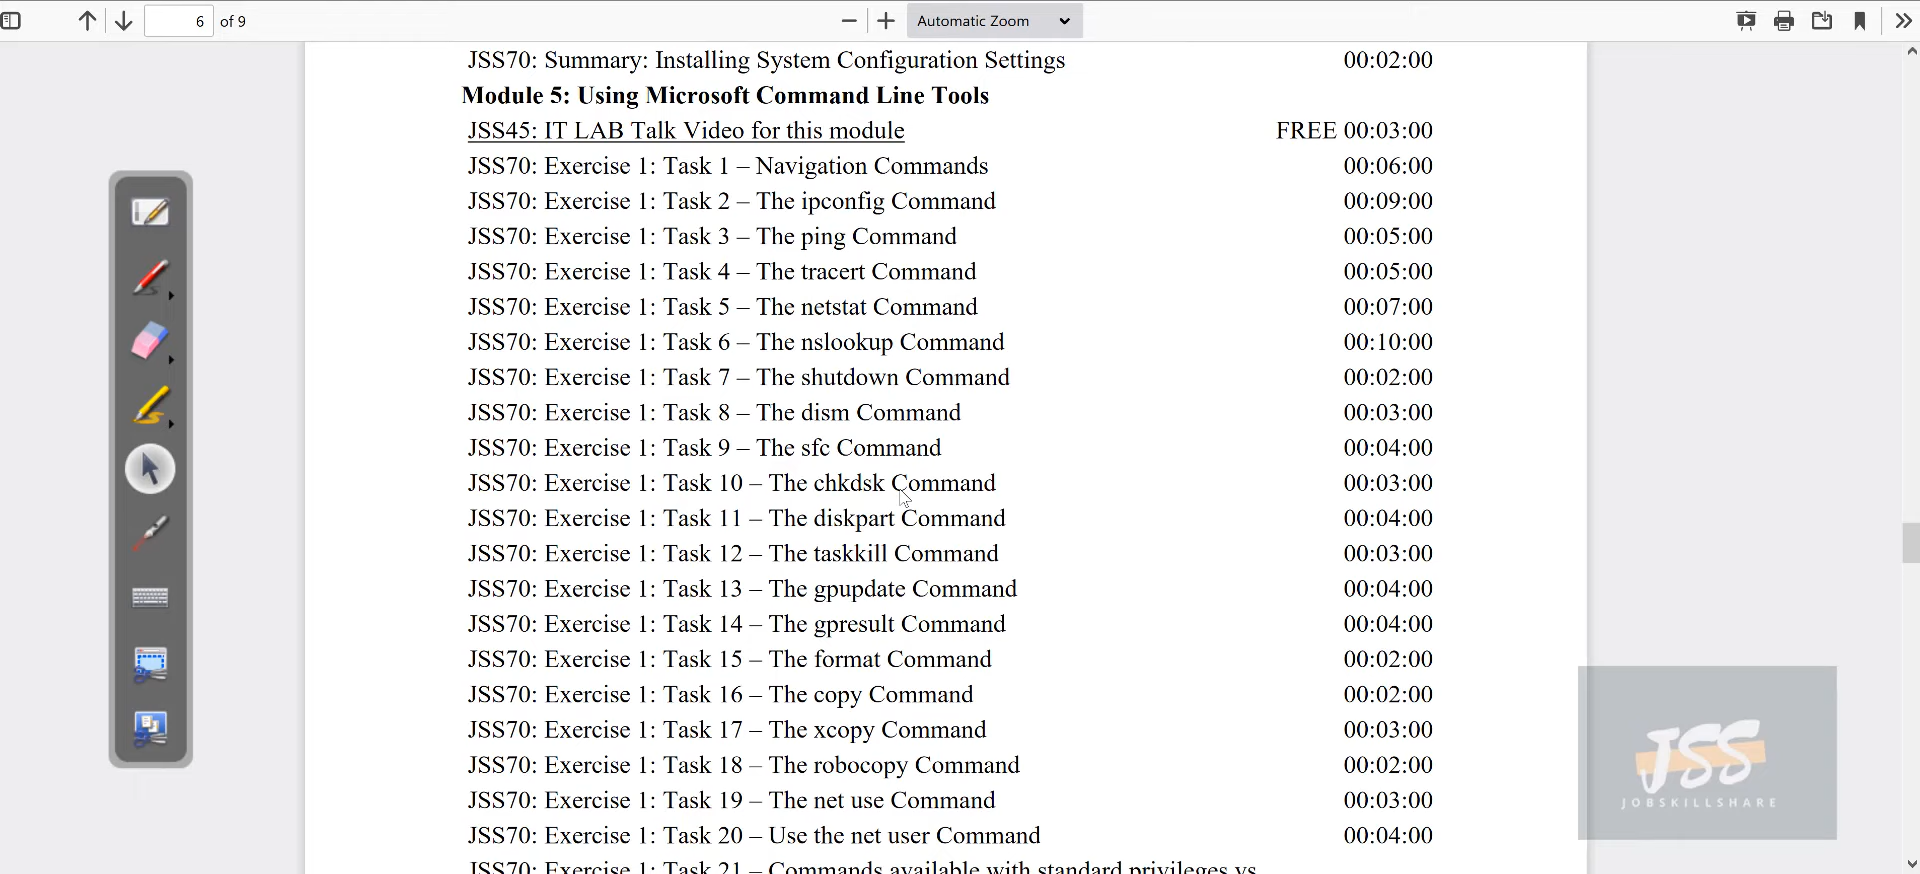 6 of 9
Automatic Zoom
JSS70: Summary: Installing System Configuration Settings 00:02:00
Module 5: Using Microsoft Command Line Tools
JSS45: IT LAB Talk Video for this module FREE 00:03:00
JSS70: Exercise 1: Task 1 – Navigation Commands 00:06:00
JSS70: Exercise 1: Task 2 – The ipconfig Command 00:09:00
JSS70: Exercise 1: Task 3 – The ping Command 00:05:00
JSS70: Exercise 1: Task 4 – The tracert Command 00:05:00
JSS70: Exercise 1: Task 5 – The netstat Command 00:07:00
JSS70: Exercise 1: Task 6 – The nslookup Command 00:10:00
JSS70: Exercise 1: Task 7 – The shutdown Command 00:02:00
JSS70: Exercise 1: Task 8 – The dism Command 00:03:00
JSS70: Exercise 1: Task 9 – The sfc Command 00:04:00
JSS70: Exercise 1: Task 10 – The chkdsk Command 00:03:00
JSS70: Exercise 1: Task 11 – The diskpart Command 00:04:00
JSS70: Exercise 1: Task 12 – The taskkill Command 00:03:00
JSS70: Exercise 1: Task 13 – The gpupdate Command 00:04:00
JSS70: Exercise 1: Task 14 – The gpresult Command 00:04:00
JSS70: Exercise 1: Task 15 – The format Command 00:02:00
JSS70: Exercise 1: Task 16 – The copy Command 00:02:00
JSS70: Exercise 1: Task 17 – The xcopy Command 00:03:00
JSS70: Exercise 1: Task 18 – The robocopy Command 00:02:00
JSS70: Exercise 1: Task 19 – The net use Command 00:03:00
JSS70: Exercise 1: Task 20 – Use the net user Command 00:04:00
JSS70: Exercise 1: Task 21 – Commands available with standard privileges vs
JSS
JOBSKILLSHARE